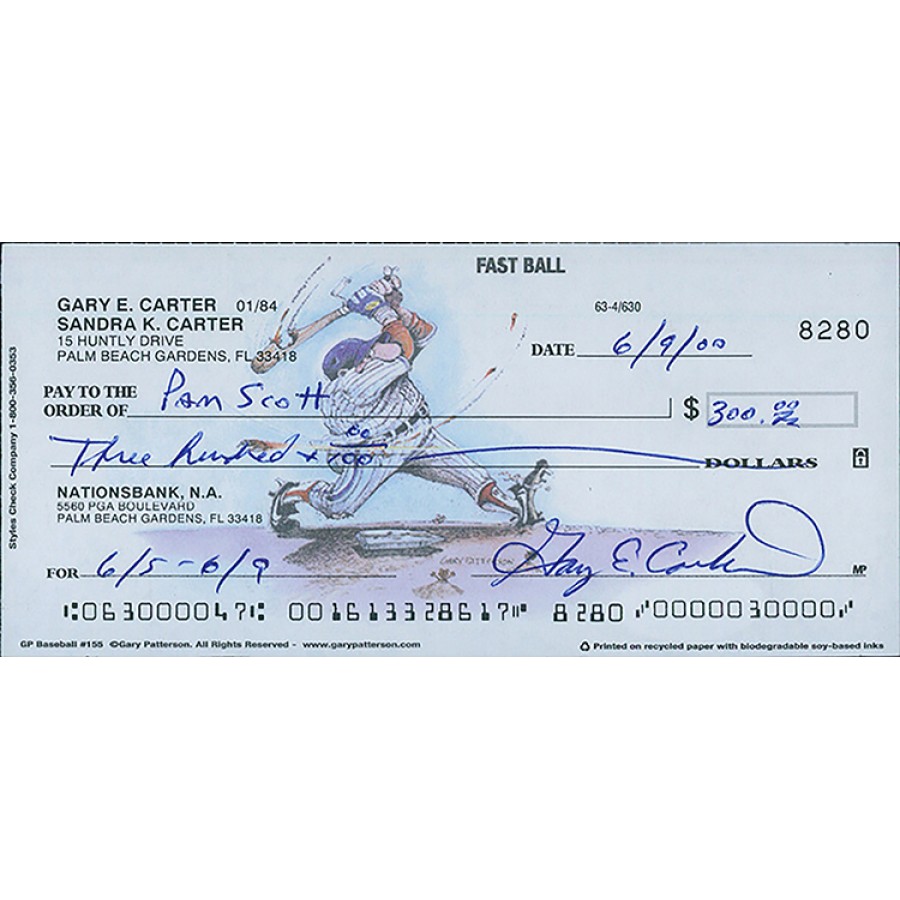 FAST BALL
GARY E. CARTER 01/84
SANDRA K. CARTER
15 HUNTLY DRIVE
PALM BEACH GARDENS, FL 33418
63-4/630
8280
DATE 6/9/00
PAY TO THE
ORDER OF Pam Scott $ 300.00
Three hundred + 00/100 DOLLARS
NATIONSBANK, N.A.
5560 PGA BOULEVARD
PALM BEACH GARDENS, FL 33418
GARY PATTERSON
FOR 6/5-6/9 Gary E. Carter MP
⑆063000047⑆ 001613328617⑈ 8280 ⑇0000030000⑇
GP Baseball #155 ©Gary Patterson. All Rights Reserved - www.garypatterson.com
Printed on recycled paper with biodegradable soy-based inks
Styles Check Company 1-800-356-0353